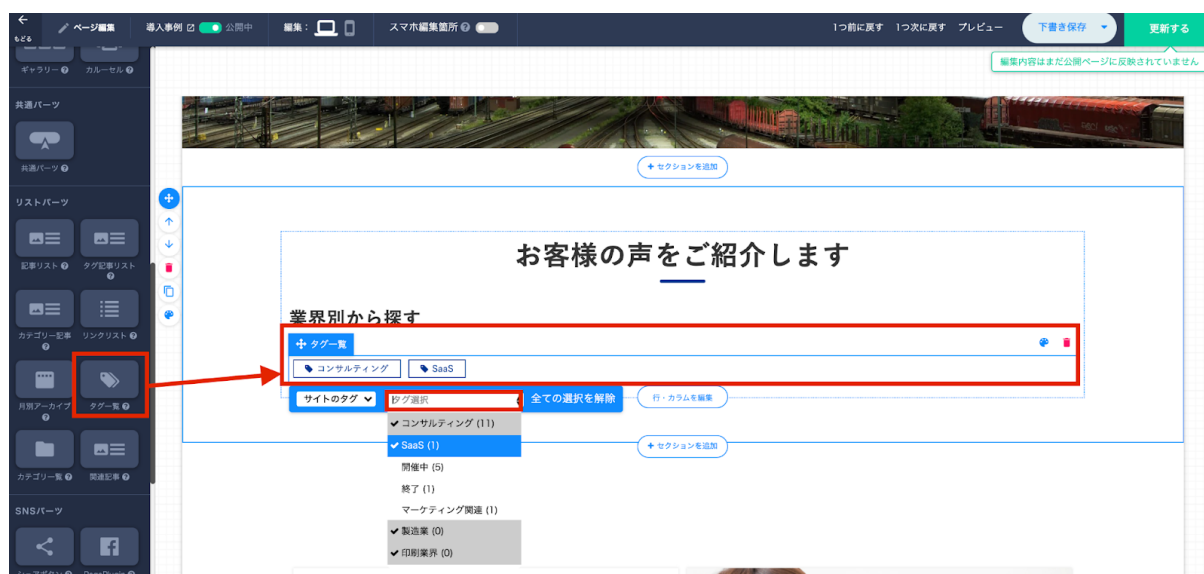 もどる
ページ編集
導入事例
公開中
編集：
スマホ編集箇所
1つ前に戻す
1つ次に戻す
プレビュー
下書き保存
更新する
編集内容はまだ公開ページに反映されていません
ギャラリー
カルーセル
共通パーツ
共通パーツ
リストパーツ
記事リスト
タグ記事リスト
カテゴリー記事
リンクリスト
月別アーカイブ
タグ一覧
カテゴリ一覧
関連記事
SNSパーツ
+ セクションを追加
お客様の声をご紹介します
業界別から探す
タグ一覧
コンサルティング
SaaS
サイトのタグ
タグ選択
全ての選択を解除
行・カラムを編集
コンサルティング (11)
SaaS (1)
開催中 (5)
終了 (1)
マーケティング関連 (1)
製造業 (0)
印刷業界 (0)
+ セクションを追加